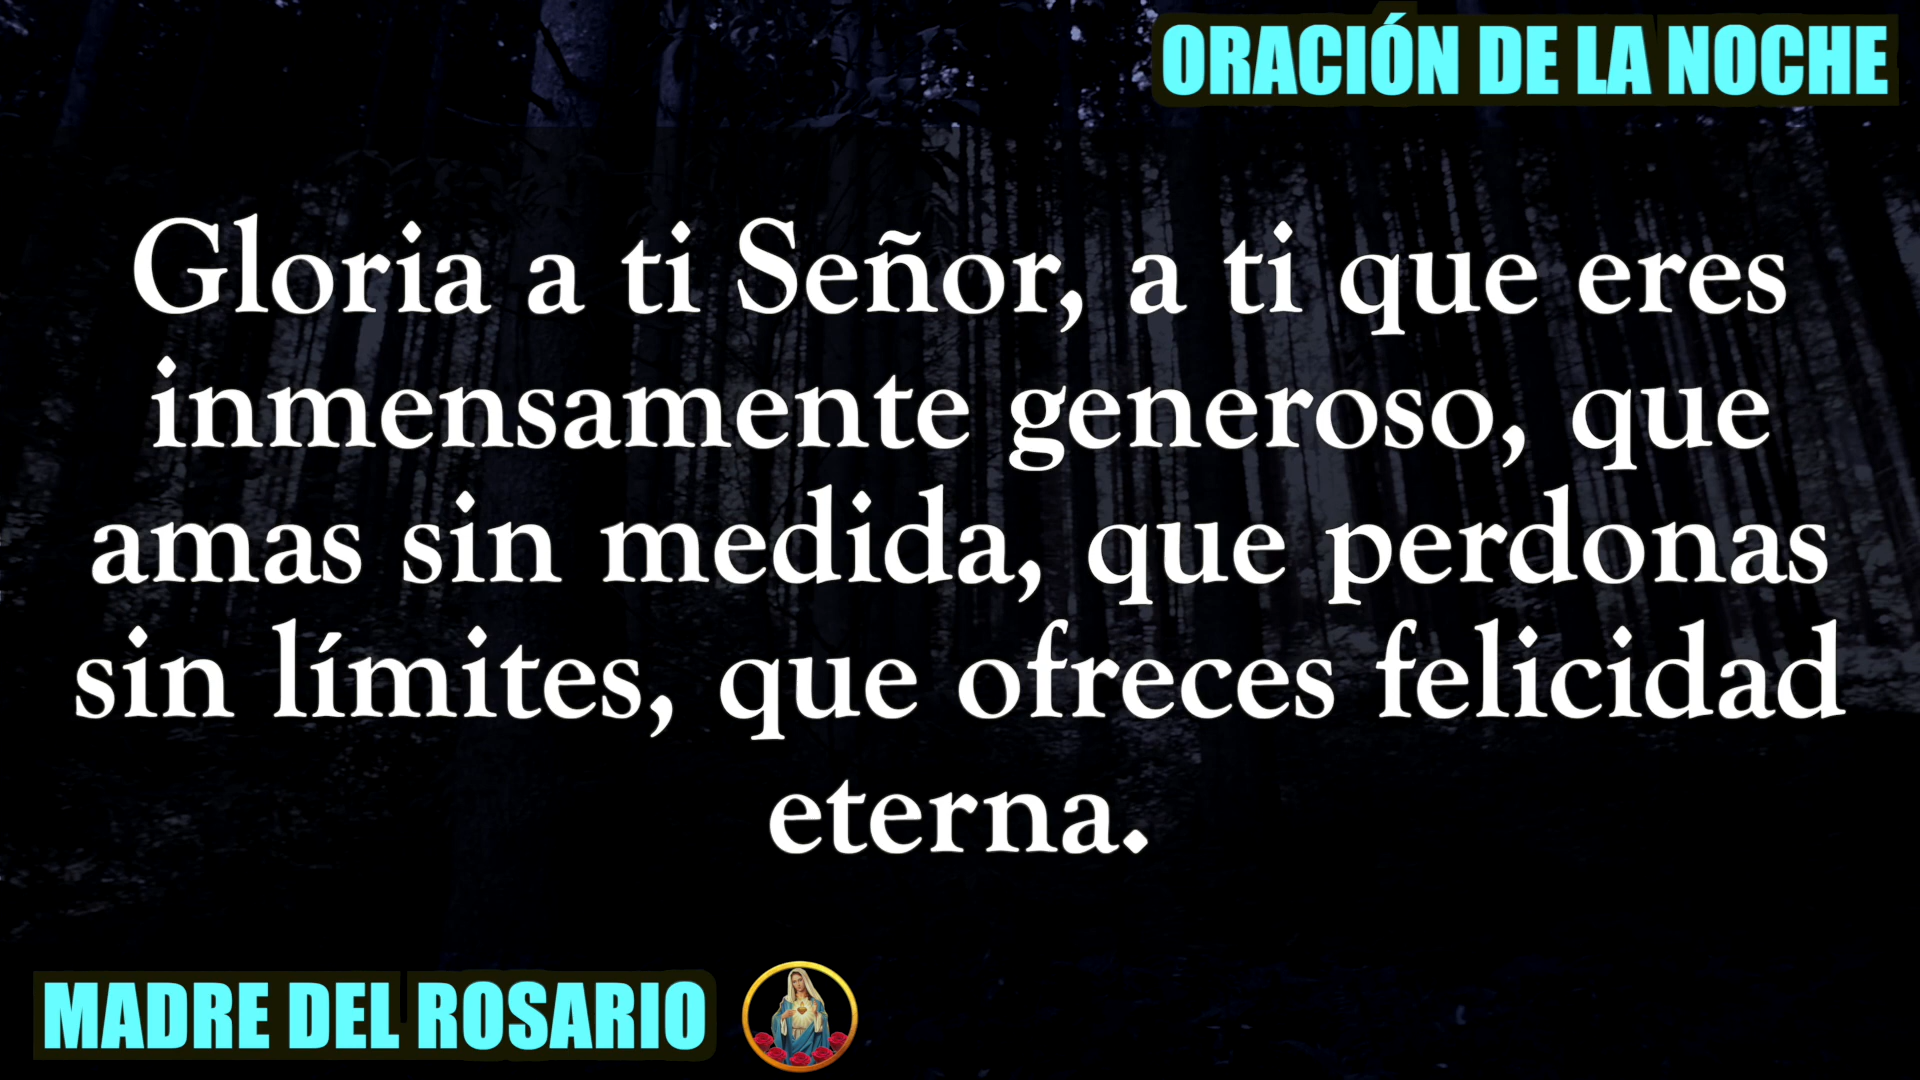 ORACIÓN DE LA NOCHE
Gloria a ti Señor, a ti que eres
inmensamente generoso, que
amas sin medida, que perdonas
sin límites, que ofreces felicidad
eterna.
MADRE DEL ROSARIO